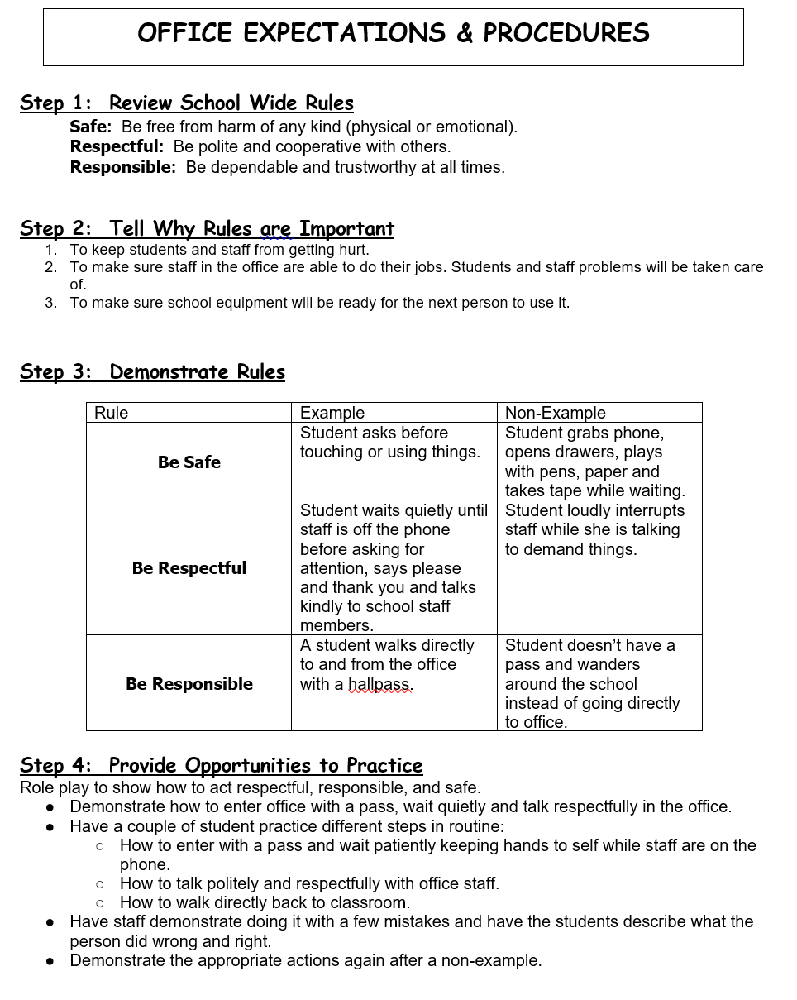 OFFICE EXPECTATIONS & PROCEDURES
Step 1:  Review School Wide Rules
Safe:  Be free from harm of any kind (physical or emotional).
Respectful:  Be polite and cooperative with others.
Responsible:  Be dependable and trustworthy at all times.
Step 2:  Tell Why Rules are Important
1. To keep students and staff from getting hurt.
2. To make sure staff in the office are able to do their jobs. Students and staff problems will be taken care
of.
3. To make sure school equipment will be ready for the next person to use it.
Step 3:  Demonstrate Rules
Rule
Example
Non-Example
Be Safe
Student asks before
touching or using things.
Student grabs phone,
opens drawers, plays
with pens, paper and
takes tape while waiting.
Be Respectful
Student waits quietly until
staff is off the phone
before asking for
attention, says please
and thank you and talks
kindly to school staff
members.
Student loudly interrupts
staff while she is talking
to demand things.
Be Responsible
A student walks directly
to and from the office
with a hallpass.
Student doesn’t have a
pass and wanders
around the school
instead of going directly
to office.
Step 4:  Provide Opportunities to Practice
Role play to show how to act respectful, responsible, and safe.
● Demonstrate how to enter office with a pass, wait quietly and talk respectfully in the office.
● Have a couple of student practice different steps in routine:
○ How to enter with a pass and wait patiently keeping hands to self while staff are on the
phone.
○ How to talk politely and respectfully with office staff.
○ How to walk directly back to classroom.
● Have staff demonstrate doing it with a few mistakes and have the students describe what the
person did wrong and right.
● Demonstrate the appropriate actions again after a non-example.